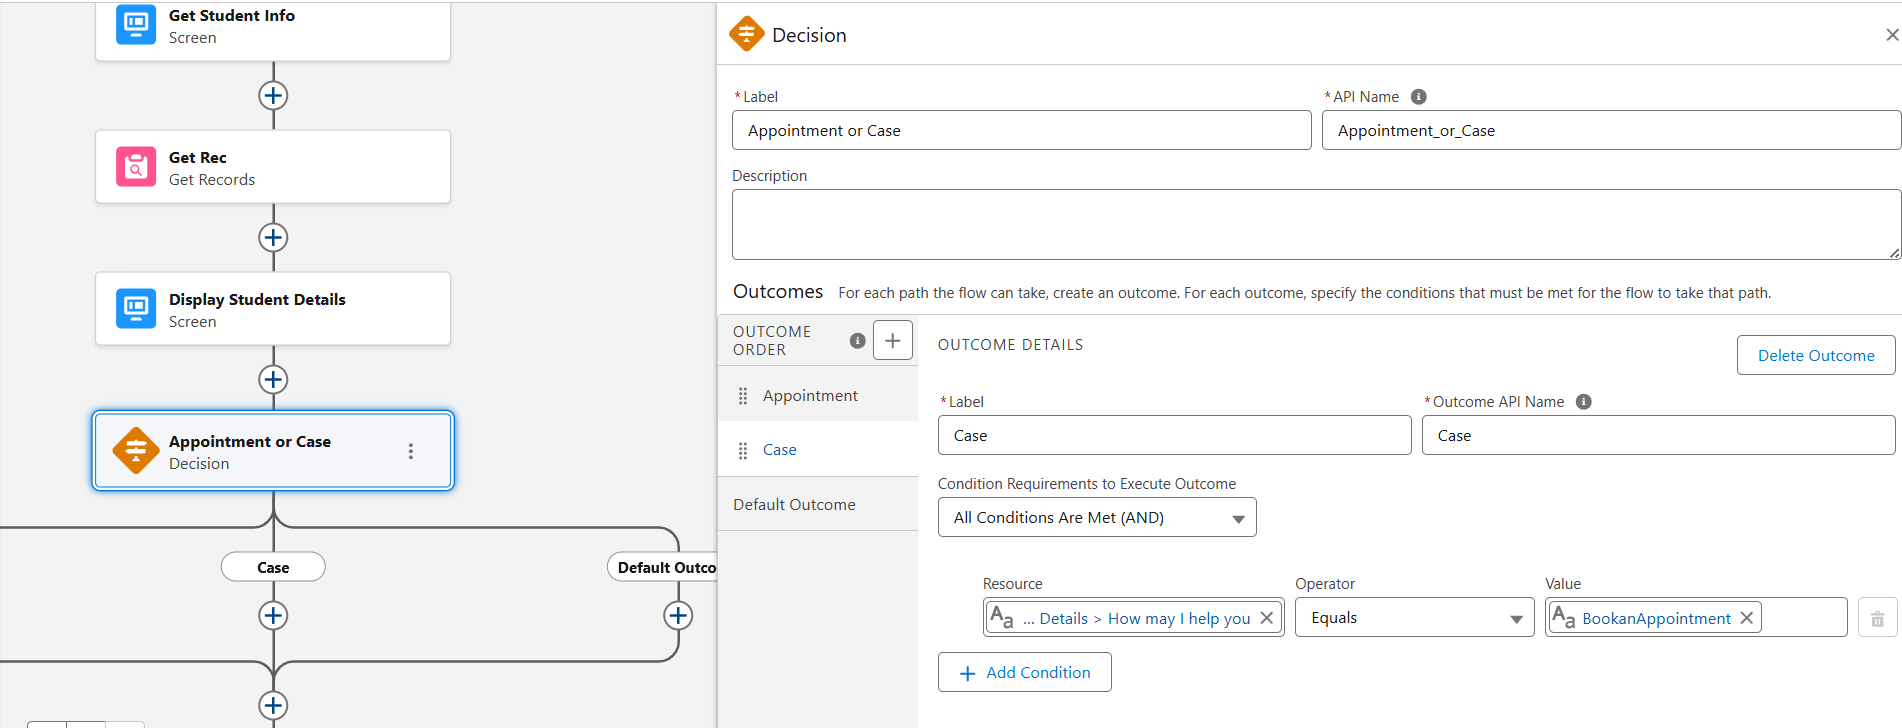 Get Student Info
Screen
Get Rec
Get Records
Display Student Details
Screen
Appointment or Case
Decision
Case
Default Outco
Decision
*Label
Appointment or Case
*API Name
Appointment_or_Case
Description
Outcomes For each path the flow can take, create an outcome. For each outcome, specify the conditions that must be met for the flow to take that path.
OUTCOME
ORDER
Appointment
Case
Default Outcome
OUTCOME DETAILS
Delete Outcome
*Label
Case
*Outcome API Name
Case
Condition Requirements to Execute Outcome
All Conditions Are Met (AND)
Resource
Operator
Value
Aa ... Details > How may I help you
Equals
Aa BookanAppointment
Add Condition